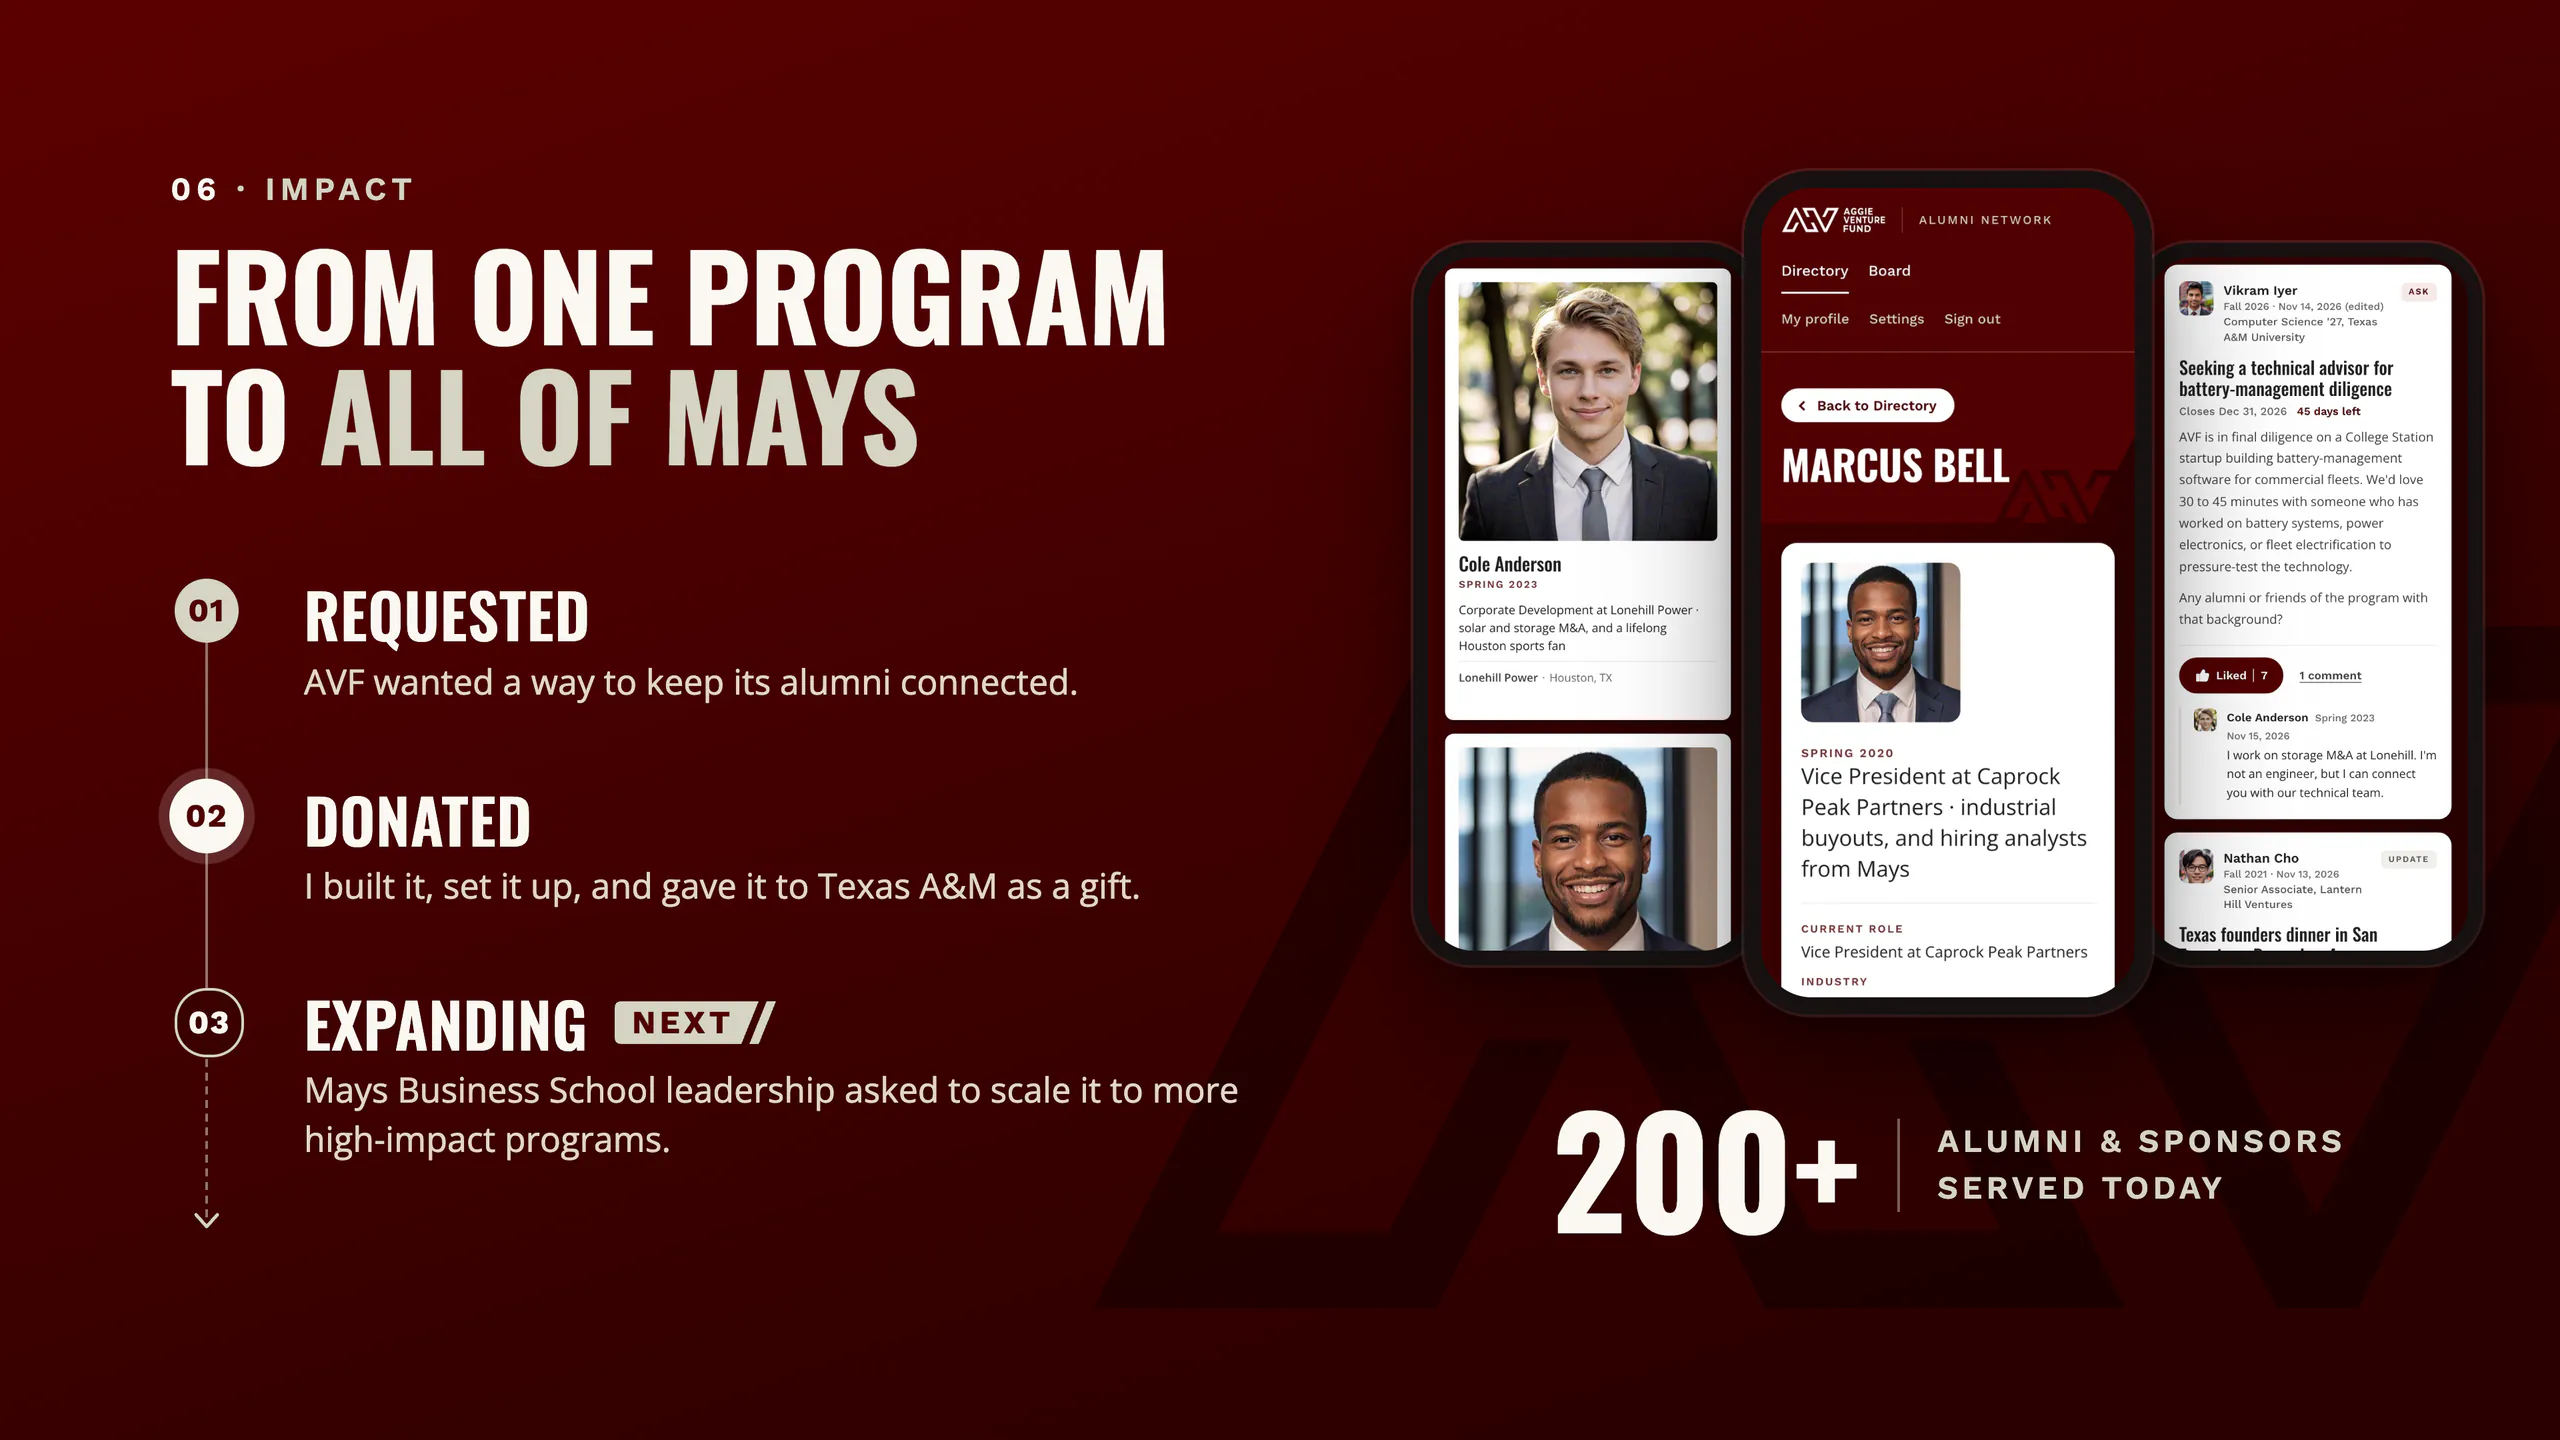 06 · IMPACT
FROM ONE PROGRAM
TO ALL OF MAYS
01
REQUESTED
AVF wanted a way to keep its alumni connected.
02
DONATED
I built it, set it up, and gave it to Texas A&M as a gift.
03
EXPANDING
NEXT
Mays Business School leadership asked to scale it to more
high-impact programs.
Cole Anderson
SPRING 2023
Corporate Development at Lonehill Power ·
solar and storage M&A, and a lifelong
Houston sports fan
Lonehill Power · Houston, TX
AGGIE
VENTURE
FUND
ALUMNI NETWORK
Directory Board
My profile Settings Sign out
Back to Directory
MARCUS BELL
SPRING 2020
Vice President at Caprock
Peak Partners · industrial
buyouts, and hiring analysts
from Mays
CURRENT ROLE
Vice President at Caprock Peak Partners
INDUSTRY
Vikram Iyer
ASK
Fall 2026 · Nov 14, 2026 (edited)
Computer Science '27, Texas
A&M University
Seeking a technical advisor for
battery-management diligence
Closes Dec 31, 2026 45 days left
AVF is in final diligence on a College Station
startup building battery-management
software for commercial fleets. We'd love
30 to 45 minutes with someone who has
worked on battery systems, power
electronics, or fleet electrification to
pressure-test the technology.
Any alumni or friends of the program with
that background?
Liked | 7 1 comment
Cole Anderson Spring 2023
Nov 15, 2026
I work on storage M&A at Lonehill. I'm
not an engineer, but I can connect
you with our technical team.
Nathan Cho
UPDATE
Fall 2021 · Nov 13, 2026
Senior Associate, Lantern
Hill Ventures
Texas founders dinner in San
200+
ALUMNI & SPONSORS
SERVED TODAY